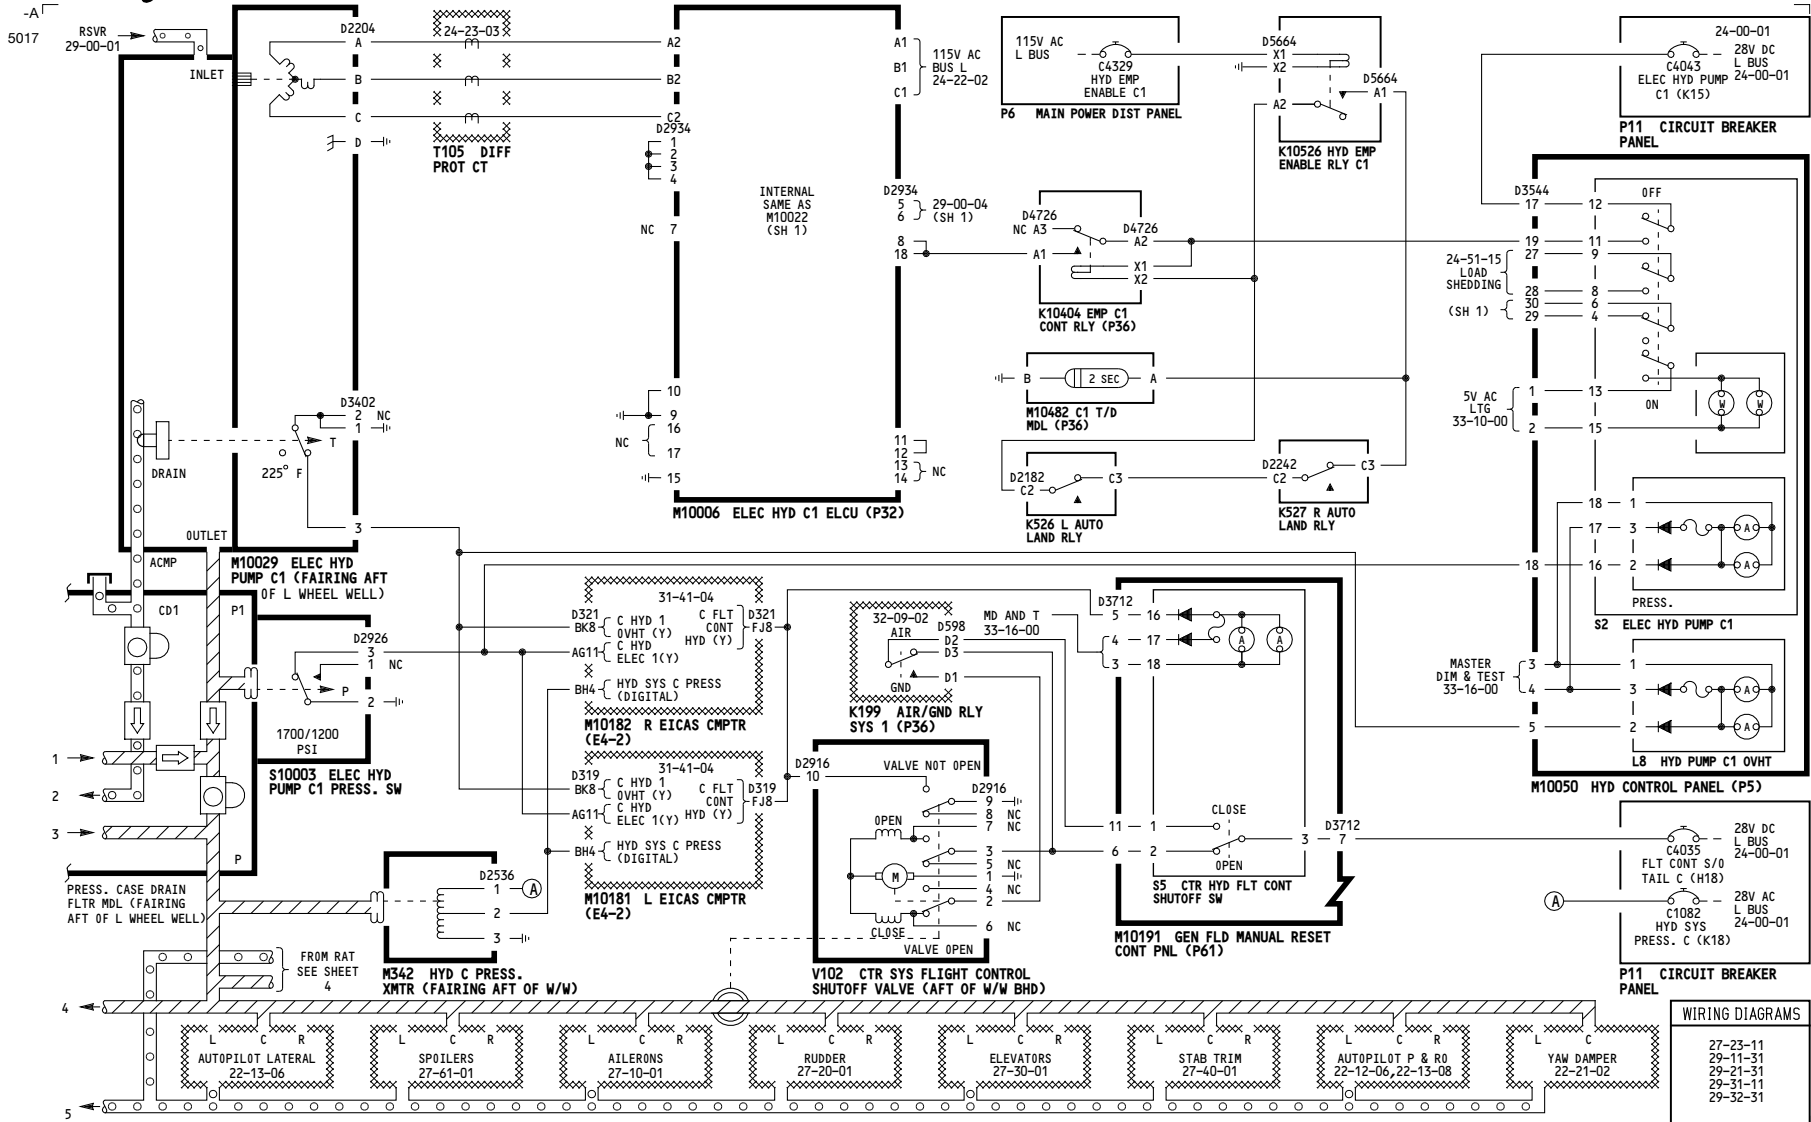 -A
5017
RSVR
29-00-01
INLET
D2204
A
B
C
D
24-23-03
T105 DIFF
PROT CT
A2
B2
C2
D2934
1
2
3
4
NC 7
INTERNAL
SAME AS
M10022
(SH 1)
A1
B1
C1
115V AC
BUS L
24-22-02
D2934
5
6
29-00-04
(SH 1)
8
18
10
9
16
NC
17
15
11
12
13
14
NC
M10006 ELEC HYD C1 ELCU (P32)
115V AC
L BUS
C4329
HYD EMP
ENABLE C1
P6 MAIN POWER DIST PANEL
D5664
X1
X2
A2
D5664
A1
K10526 HYD EMP
ENABLE RLY C1
24-00-01
28V DC
L BUS
24-00-01
C4043
ELEC HYD PUMP
C1 (K15)
P11 CIRCUIT BREAKER
PANEL
D4726
NC A3
A1
D4726
A2
X1
X2
K10404 EMP C1
CONT RLY (P36)
B
2 SEC
A
M10482 C1 T/D
MDL (P36)
D2182
C2
C3
K526 L AUTO
LAND RLY
D2242
C2
C3
K527 R AUTO
LAND RLY
D3544
17
19
27
28
30
29
1
2
24-51-15
LOAD
SHEDDING
(SH 1)
5V AC
LTG
33-10-00
12
11
9
8
6
4
13
15
OFF
ON
W
W
18
17
16
1
3
2
A
A
PRESS.
S2 ELEC HYD PUMP C1
18
MASTER
DIM & TEST
33-16-00
3
4
5
1
3
2
A
A
L8 HYD PUMP C1 OVHT
M10050 HYD CONTROL PANEL (P5)
D3402
2 NC
1
T
225° F
3
DRAIN
OUTLET
ACMP
M10029 ELEC HYD
PUMP C1 (FAIRING AFT
OF L WHEEL WELL)
CD1
P1
D2926
3
1 NC
P
2
1700/1200
PSI
S10003 ELEC HYD
PUMP C1 PRESS. SW
1
2
3
P
PRESS. CASE DRAIN
FLTR MDL (FAIRING
AFT OF L WHEEL WELL)
31-41-04
D321
BK8
AG11
BH4
C HYD 1
OVHT (Y)
C HYD
ELEC 1(Y)
HYD SYS C PRESS
(DIGITAL)
C FLT
CONT
HYD (Y)
D321
FJ8
M10182 R EICAS CMPTR
(E4-2)
31-41-04
D319
BK8
AG11
BH4
C HYD 1
OVHT (Y)
C HYD
ELEC 1(Y)
HYD SYS C PRESS
(DIGITAL)
C FLT
CONT
HYD (Y)
D319
FJ8
M10181 L EICAS CMPTR
(E4-2)
32-09-02
AIR
GND
D598
D2
D3
D1
K199 AIR/GND RLY
SYS 1 (P36)
MD AND T
33-16-00
D3712
5
4
3
16
17
18
A
A
11
6
1
2
CLOSE
OPEN
3
D3712
7
S5 CTR HYD FLT CONT
SHUTOFF SW
M10191 GEN FLD MANUAL RESET
CONT PNL (P61)
D2916
10
VALVE NOT OPEN
OPEN
M
CLOSE
VALVE OPEN
D2916
9
8 NC
7 NC
3
5 NC
1
4 NC
2
6 NC
V102 CTR SYS FLIGHT CONTROL
SHUTOFF VALVE (AFT OF W/W BHD)
D2536
1
A
2
3
M342 HYD C PRESS.
XMTR (FAIRING AFT OF W/W)
28V DC
L BUS
24-00-01
C4035
FLT CONT S/O
TAIL C (H18)
A
28V AC
L BUS
24-00-01
C1082
HYD SYS
PRESS. C (K18)
P11 CIRCUIT BREAKER
PANEL
FROM RAT
SEE SHEET
4
4
L C R
AUTOPILOT LATERAL
22-13-06
L C R
SPOILERS
27-61-01
L C R
AILERONS
27-10-01
L C R
RUDDER
27-20-01
L C R
ELEVATORS
27-30-01
L C R
STAB TRIM
27-40-01
L C R
AUTOPILOT P & RO
22-12-06,22-13-08
L C
YAW DAMPER
22-21-02
5
WIRING DIAGRAMS
27-23-11
29-11-31
29-21-31
29-31-11
29-32-31